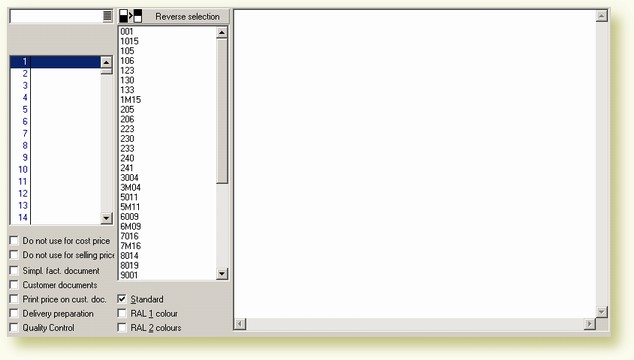 Reverse selection
1
2
3
4
5
6
7
8
9
10
11
12
13
14
001
1015
105
106
123
130
133
1M15
205
206
223
230
233
240
241
3004
3M04
5011
5M11
6009
6M09
7016
7M16
8014
8019
9001
Do not use for cost price
Do not use for selling price
Simpl. fact. document
Customer documents
Print price on cust. doc.
Delivery preparation
Quality Control
Standard
RAL 1 colour
RAL 2 colours